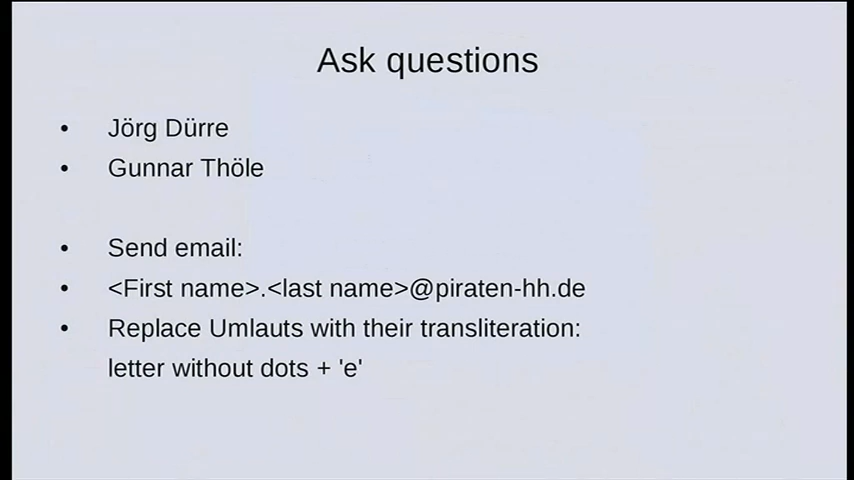 Ask questions
• Jörg Dürre
• Gunnar Thöle
• Send email:
• <First name>.<last name>@piraten-hh.de
• Replace Umlauts with their transliteration:
letter without dots + 'e'